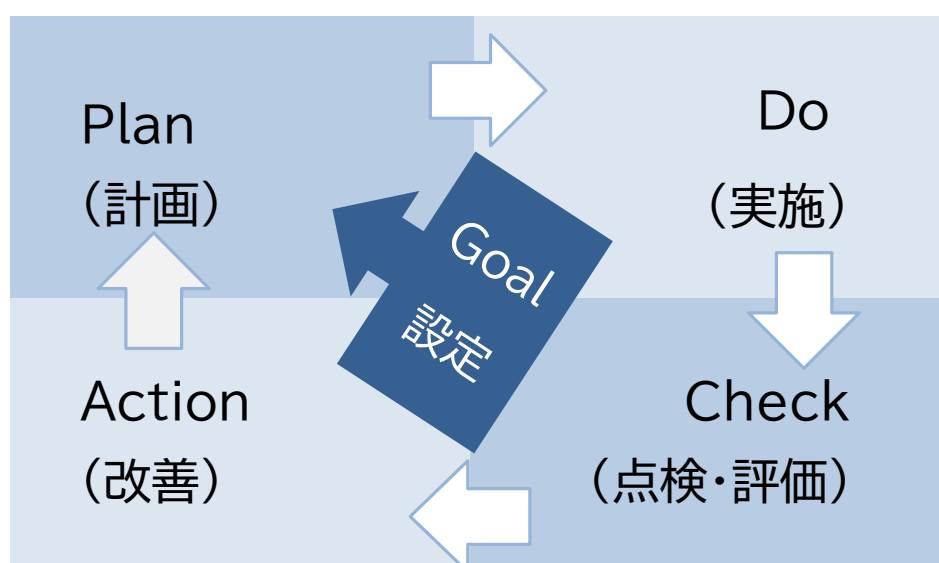 Plan
（計画）
Do
（実施）
Goal
設定
Action
（改善）
Check
（点検・評価）